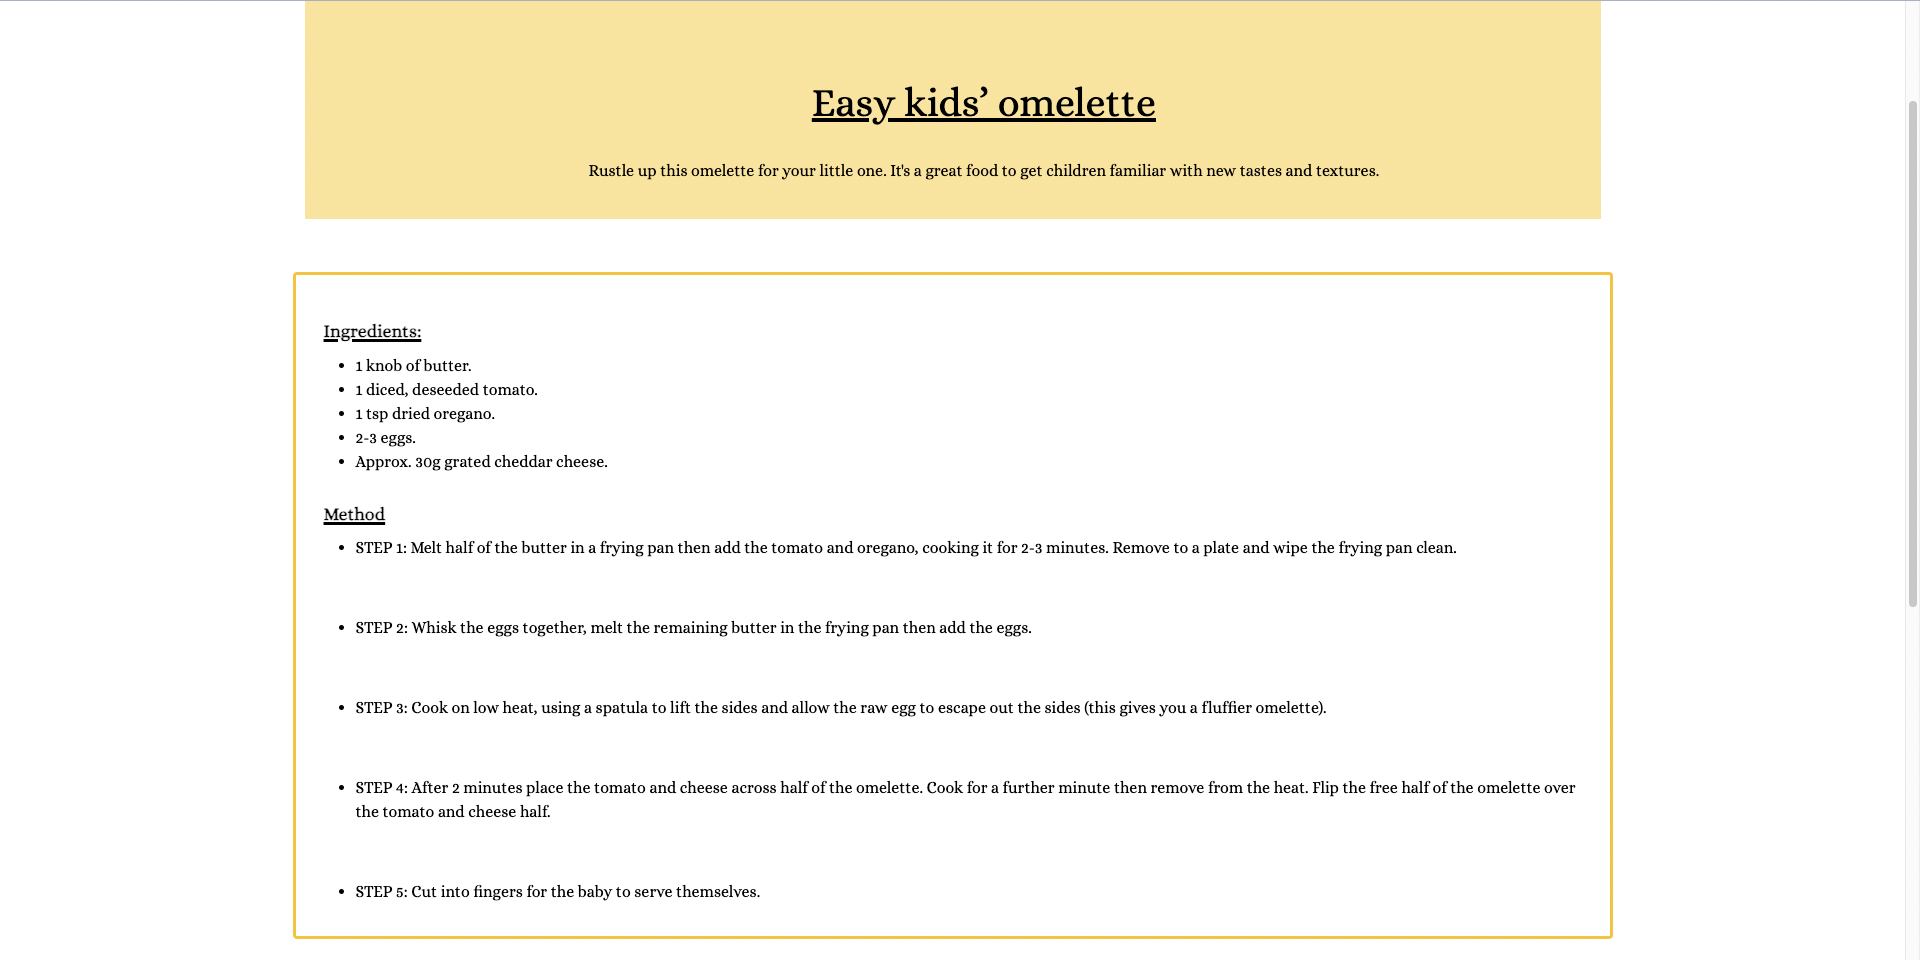 Easy kids’ omelette
Rustle up this omelette for your little one. It's a great food to get children familiar with new tastes and textures.
Ingredients:
• 1 knob of butter.
• 1 diced, deseeded tomato.
• 1 tsp dried oregano.
• 2-3 eggs.
• Approx. 30g grated cheddar cheese.
Method
• STEP 1: Melt half of the butter in a frying pan then add the tomato and oregano, cooking it for 2-3 minutes. Remove to a plate and wipe the frying pan clean.
• STEP 2: Whisk the eggs together, melt the remaining butter in the frying pan then add the eggs.
• STEP 3: Cook on low heat, using a spatula to lift the sides and allow the raw egg to escape out the sides (this gives you a fluffier omelette).
• STEP 4: After 2 minutes place the tomato and cheese across half of the omelette. Cook for a further minute then remove from the heat. Flip the free half of the omelette over
the tomato and cheese half.
• STEP 5: Cut into fingers for the baby to serve themselves.